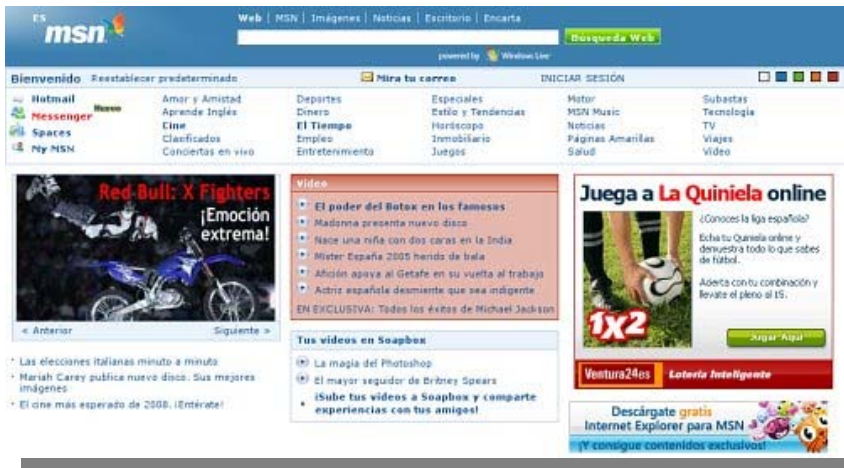 ES
msn
Web | MSN | Imágenes | Noticias | Escritorio | Encarta
Búsqueda Web
powered by Windows Live
Bienvenido Reestablecer predeterminado Mira tu correo INICIAR SESIÓN
Hotmail
Messenger Nuevo
Spaces
My MSN
Amor y Amistad
Aprende Inglés
Cine
Clasificados
Conciertos en vivo
Deportes
Dinero
El Tiempo
Empleo
Entretenimiento
Especiales
Estilo y Tendencias
Horóscopo
Inmobiliario
Juegos
Motor
MSN Music
Noticias
Páginas Amarillas
Salud
Subastas
Tecnología
TV
Viajes
Vídeo
Red Bull: X Fighters
¡Emoción
extrema!
« Anterior Siguiente »
Las elecciones italianas minuto a minuto
Mariah Carey publica nuevo disco. Sus mejores
imágenes
El cine más esperado de 2008. ¡Entérate!
Vídeo
El poder del Botox en los famosos
Madonna presenta nuevo disco
Nace una niña con dos caras en la India
Míster España 2005 herido de bala
Afición apoya al Getafe en su vuelta al trabajo
Actriz española desmiente que sea indigente
EN EXCLUSIVA: Todos los éxitos de Michael Jackson
Tus vídeos en Soapbox
La magia del Photoshop
El mayor seguidor de Britney Spears
¡Sube tus vídeos a Soapbox y comparte
experiencias con tus amigos!
Juega a La Quiniela online
¿Conoces la liga española?
Echa tu Quiniela online y
demuestra todo lo que sabes
de fútbol.
Acierta con tu combinación y
llevate el pleno al 15.
1X2
Jugar Aquí
Ventura24es Lotería Inteligente
Descárgate gratis
Internet Explorer para MSN
¡Y consigue contenidos exclusivos!